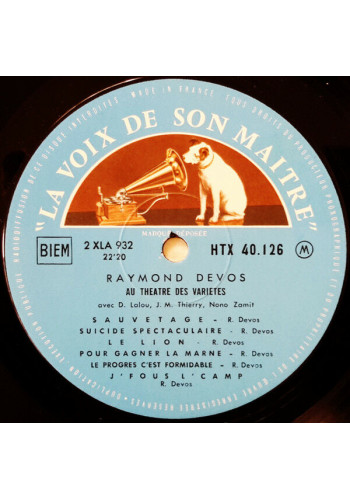 MADE IN FRANCE
"LA VOIX DE SON MAITRE"
MARQUE DÉPOSÉE
BIEM
2 XLA 932
22'20
HTX 40.126
M
RAYMOND DEVOS
AU THEATRE DES VARIETES
avec D. Lalou, J. M. Thierry, Nono Zamit
SAUVETAGE - R. Devos
SUICIDE SPECTACULAIRE - R. Devos
LE LION - R. Devos
POUR GAGNER LA MARNE - R. Devos
LE PROGRES C'EST FORMIDABLE - R. Devos
J'FOUS L'CAMP
R. Devos